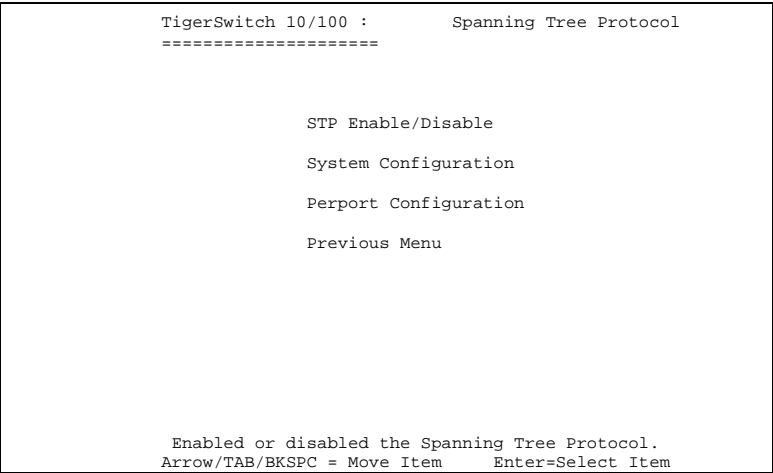 TigerSwitch 10/100 : Spanning Tree Protocol
=====================
STP Enable/Disable
System Configuration
Perport Configuration
Previous Menu
Enabled or disabled the Spanning Tree Protocol.
Arrow/TAB/BKSPC = Move Item Enter=Select Item